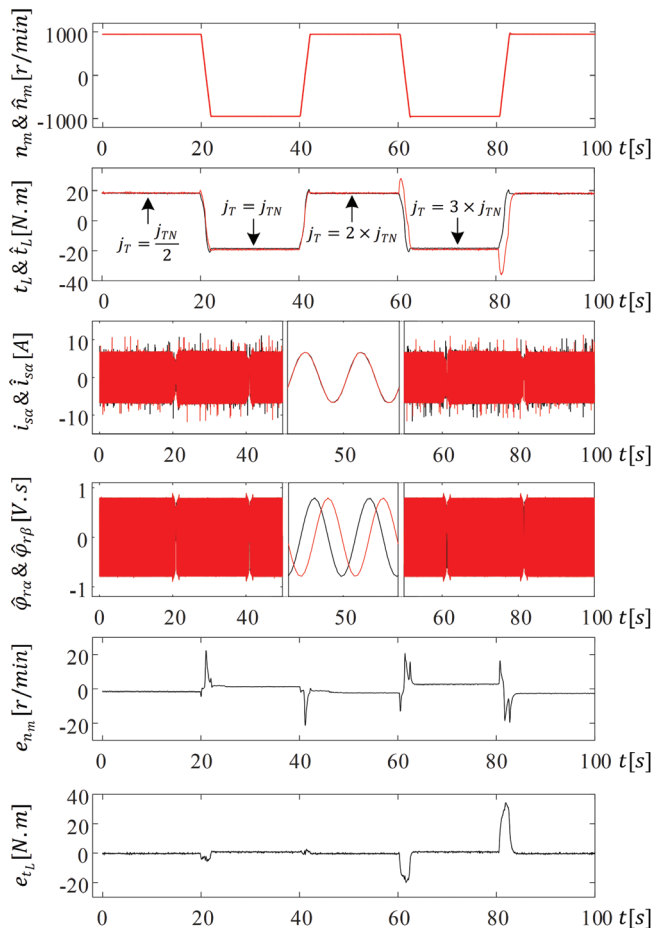 n_m & n̂_m [r/min]
1000
0
-1000
0 20 40 60 80 100 t[s]
t_L & t̂_L [N.m]
20
0
-20
-40
j_T = j_TN/2
j_T = j_TN
j_T = 2 × j_TN
j_T = 3 × j_TN
0 20 40 60 80 100 t[s]
i_sα & î_sα [A]
10
0
-10
0 20 40 50 60 80 100 t[s]
φ̂_rα & φ̂_rβ [V.s]
1
0
-1
0 20 40 50 60 80 100 t[s]
e_n_m [r/min]
20
0
-20
0 20 40 60 80 100 t[s]
e_t_L [N.m]
40
20
0
-20
0 20 40 60 80 100 t[s]